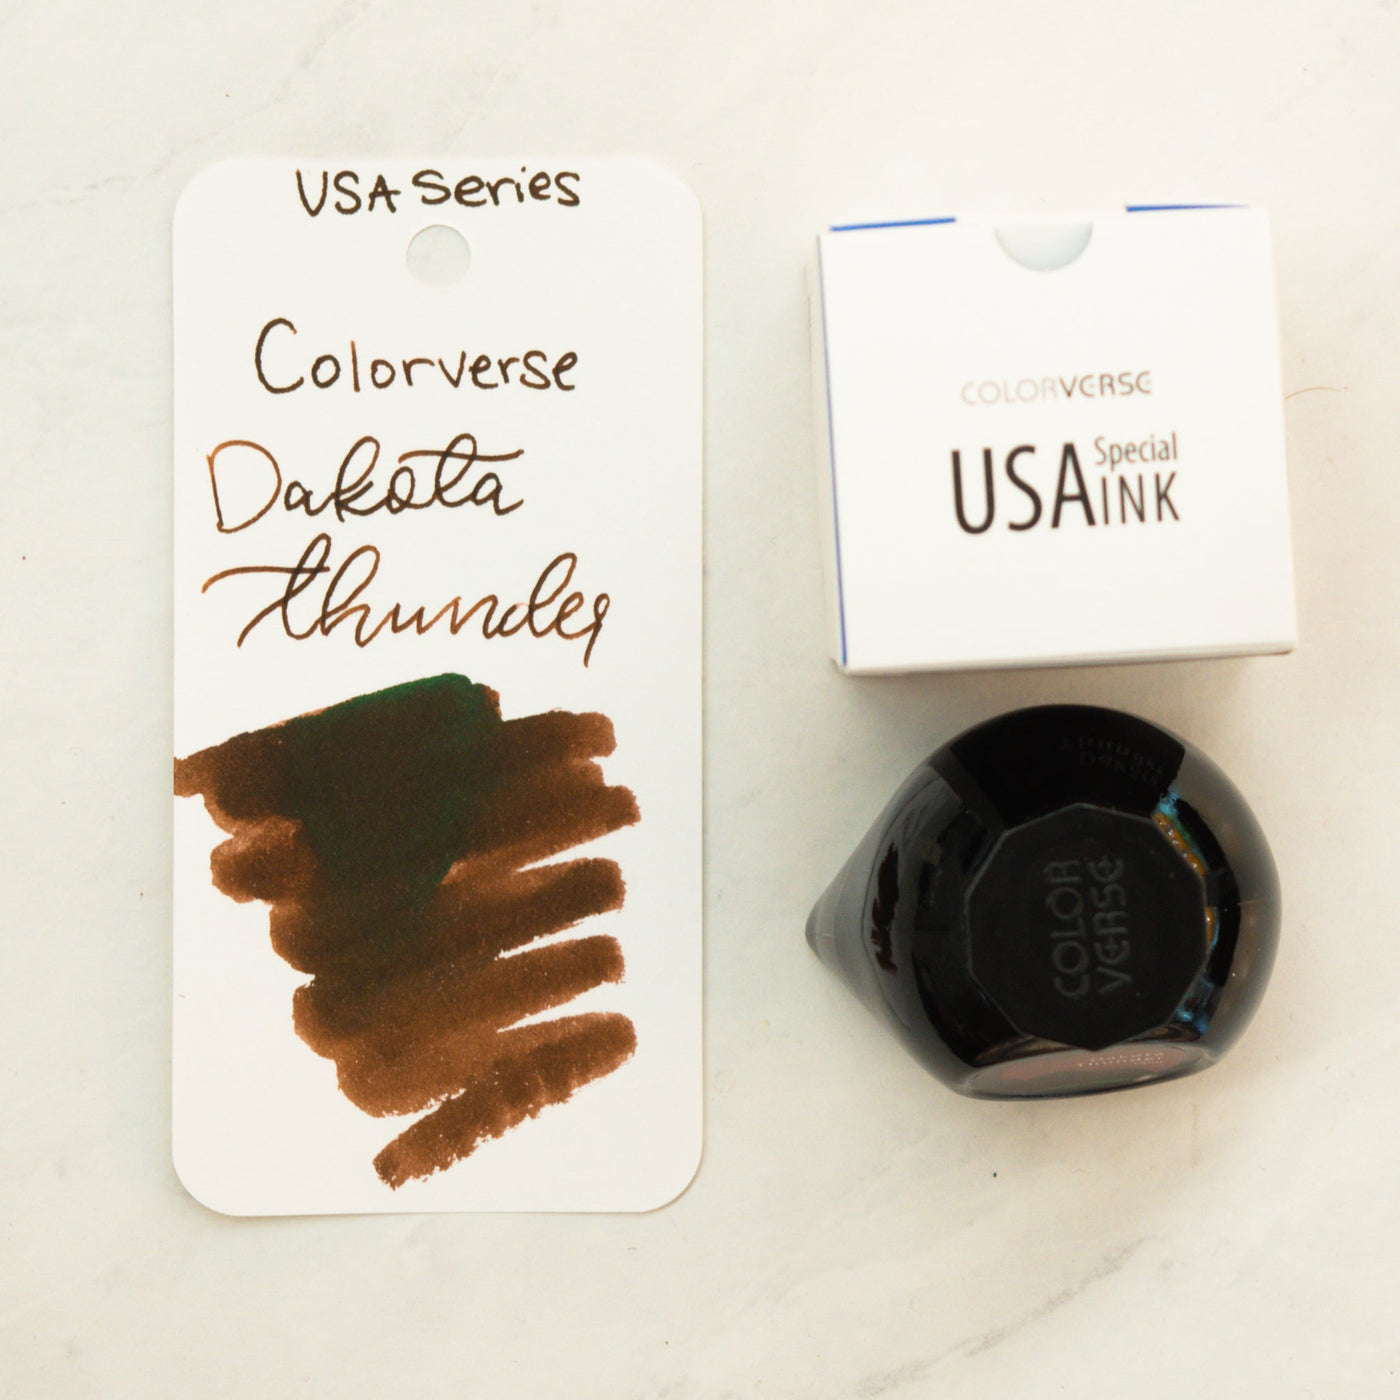 USA Series
Colorverse
Dakota
Thunder
COLORVERSE
USA Special
INK
COLOR
VERSE